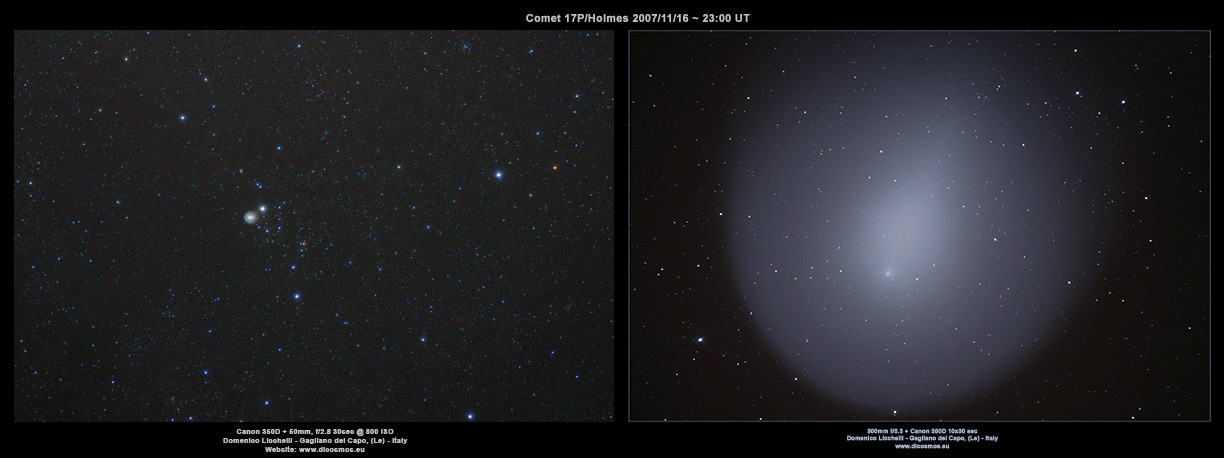 Comet 17P/Holmes 2007/11/16 ~ 23:00 UT
Canon 350D + 50mm, f/2.8 30sec @ 800 ISO
Domenico Licchelli - Gagliano del Capo, (Le) - Italy
Website: www.dicosmos.eu
300mm f/5.3 + Canon 350D 10x30 sec
Domenico Licchelli - Gagliano del Capo, (Le) - Italy
www.dicosmos.eu